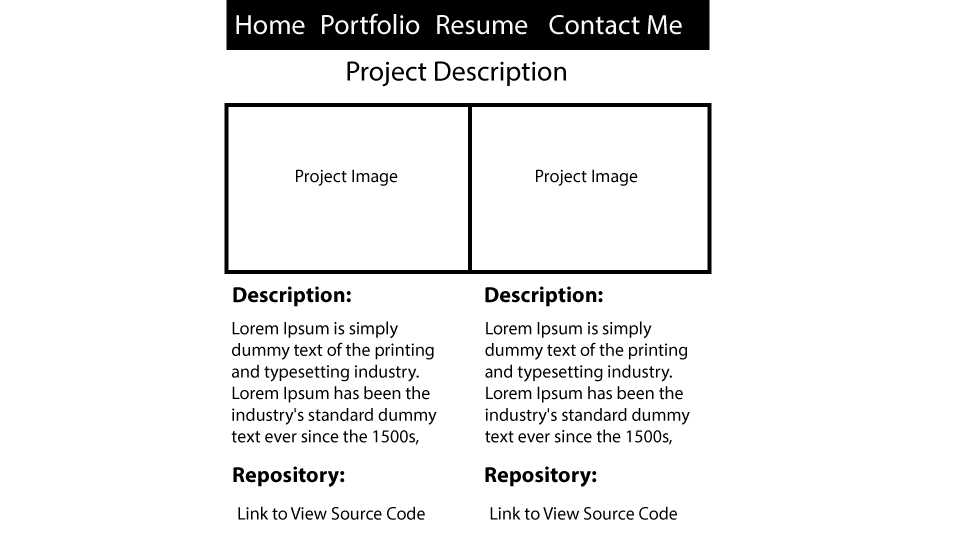 Home Portfolio Resume Contact Me
Project Description
Project Image
Project Image
Description:
Lorem Ipsum is simply
dummy text of the printing
and typesetting industry.
Lorem Ipsum has been the
industry's standard dummy
text ever since the 1500s,
Repository:
Link to View Source Code
Description:
Lorem Ipsum is simply
dummy text of the printing
and typesetting industry.
Lorem Ipsum has been the
industry's standard dummy
text ever since the 1500s,
Repository:
Link to View Source Code